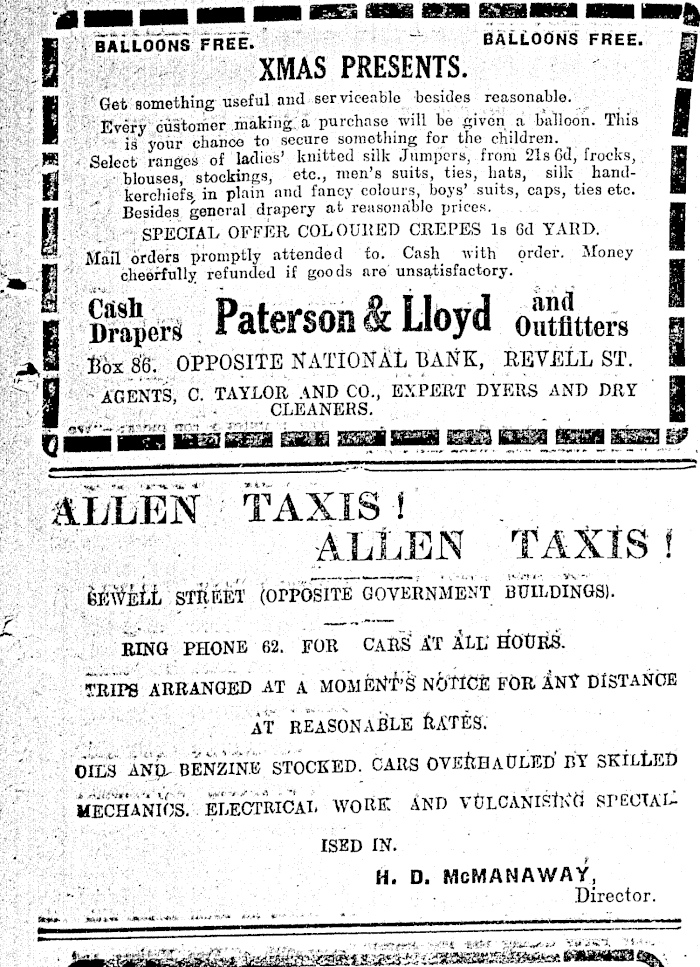 BALLOONS FREE. BALLOONS FREE.
XMAS PRESENTS.
Get something useful and serviceable besides reasonable.
Every customer making a purchase will be given a balloon. This
is your chance to secure something for the children.
Select ranges of ladies' knitted silk Jumpers, from 21s 6d, frocks,
blouses, stockings, etc., men's suits, ties, hats, silk hand-
kerchiefs in plain and fancy colours, boys' suits, caps, ties etc.
Besides general drapery at reasonable prices.
SPECIAL OFFER COLOURED CREPES 1s 6d YARD.
Mail orders promptly attended to. Cash with order. Money
cheerfully refunded if goods are unsatisfactory.
Cash Drapers Paterson & Lloyd and Outfitters
Box 86. OPPOSITE NATIONAL BANK, REVELL ST.
AGENTS, C. TAYLOR AND CO., EXPERT DYERS AND DRY
CLEANERS.
ALLEN TAXIS!
ALLEN TAXIS!
SEWELL STREET (OPPOSITE GOVERNMENT BUILDINGS).
RING PHONE 62. FOR CARS AT ALL HOURS.
TRIPS ARRANGED AT A MOMENT'S NOTICE FOR ANY DISTANCE
AT REASONABLE RATES.
OILS AND BENZINE STOCKED. CARS OVERHAULED BY SKILLED
MECHANICS. ELECTRICAL WORK AND VULCANISING SPECIAL-
ISED IN.
H. D. McMANAWAY,
Director.